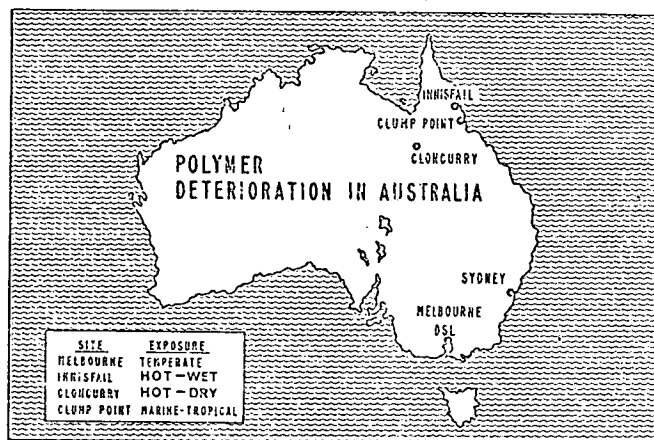 INNISFAIL
CLUMP POINT
CLONCURRY
POLYMER
DETERIORATION IN AUSTRALIA
SYDNEY
MELBOURNE
DSL
SITE EXPOSURE
MELBOURNE TEMPERATE
INNISFAIL HOT-WET
CLONCURRY HOT-DRY
CLUMP POINT MARINE-TROPICAL